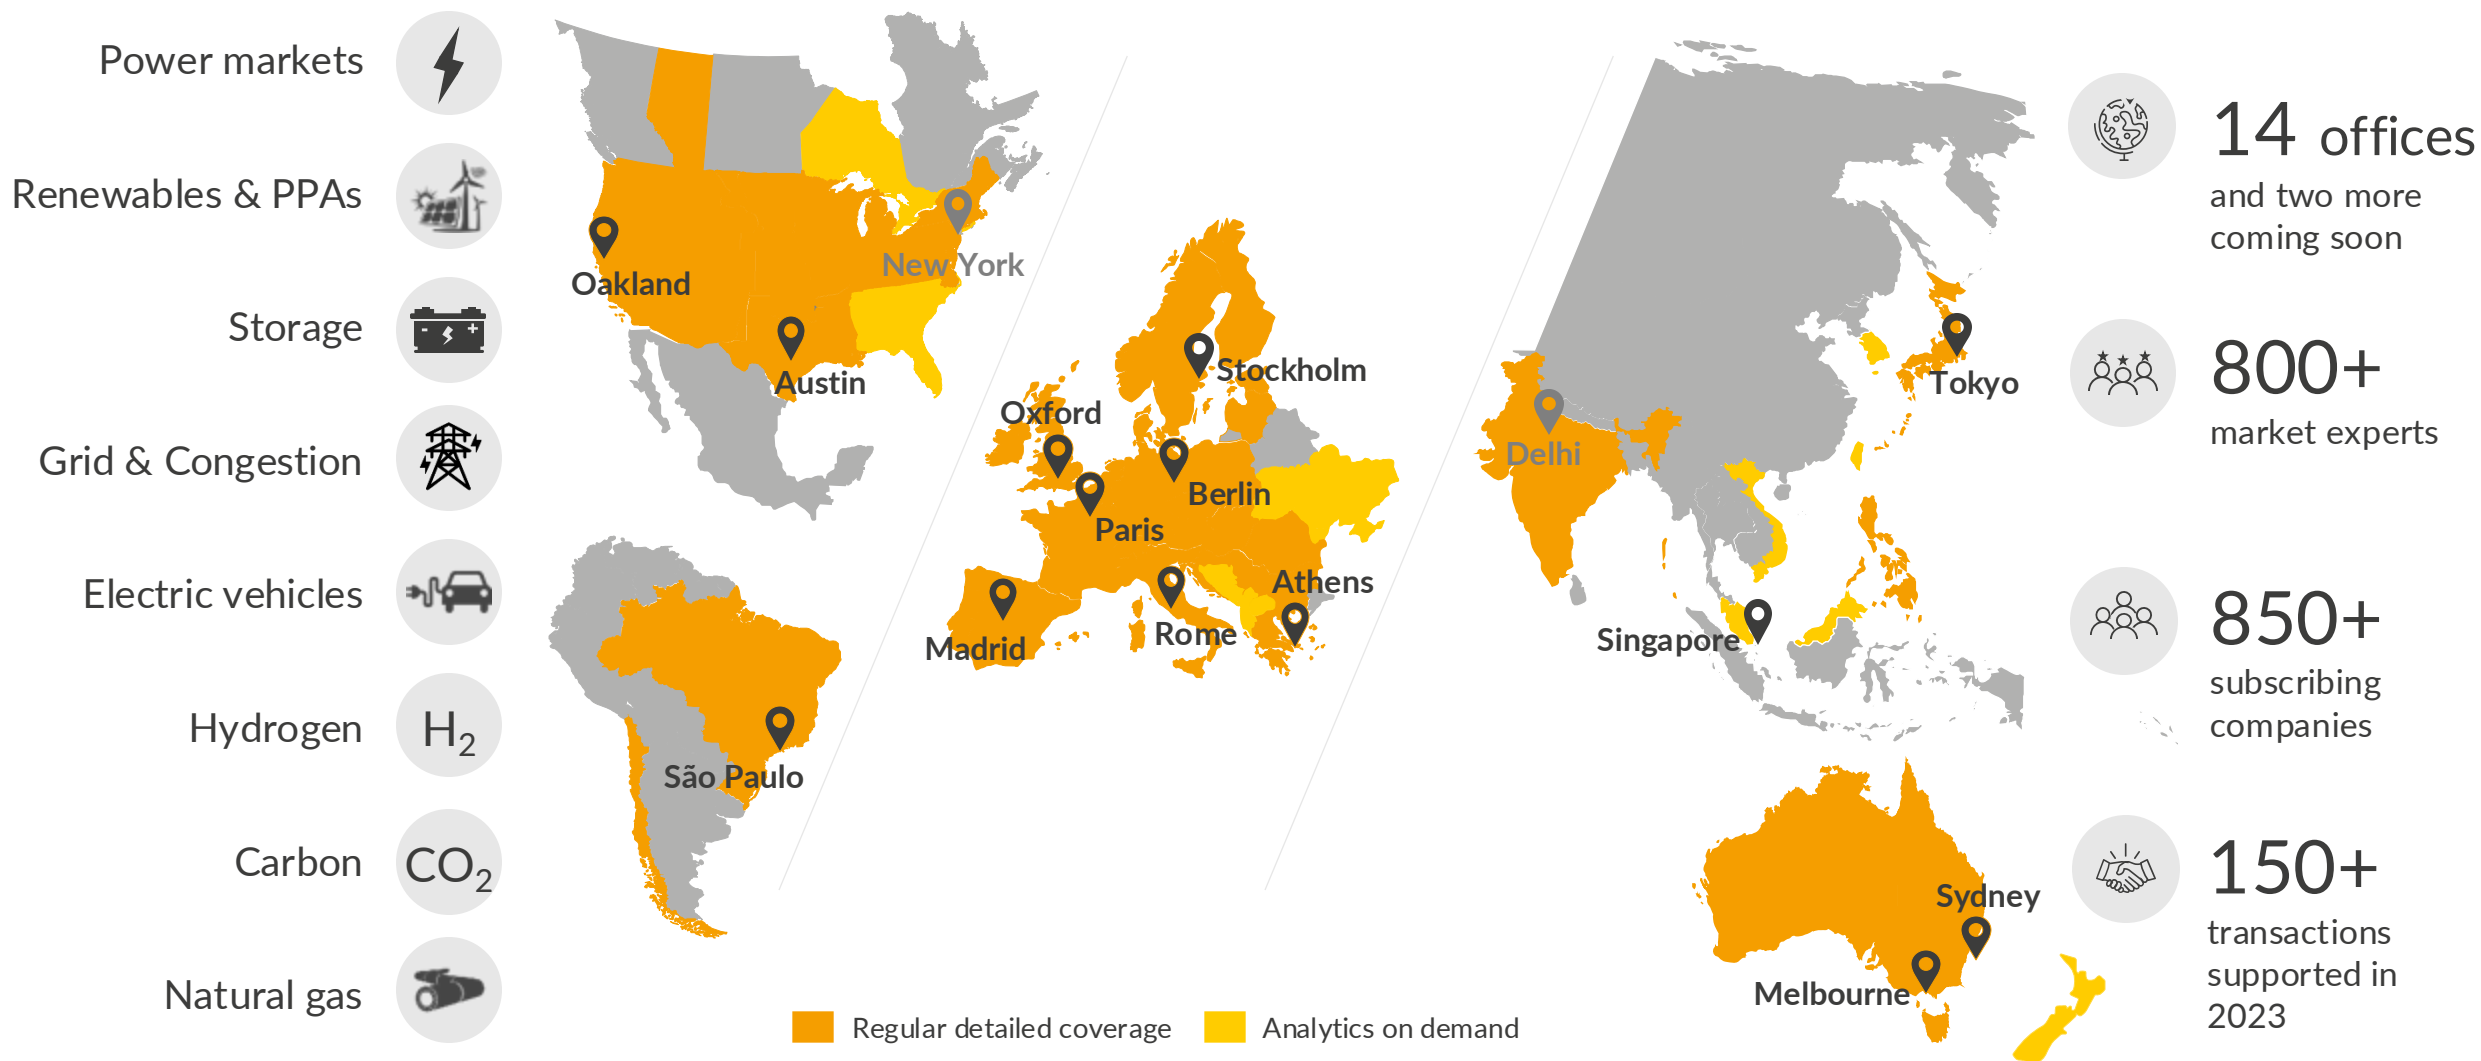 Power markets
Renewables & PPAs
Storage
Grid & Congestion
Electric vehicles
Hydrogen
H2
Carbon
CO2
Natural gas
Oakland
New York
Austin
São Paulo
Stockholm
Oxford
Berlin
Paris
Athens
Madrid
Rome
Delhi
Tokyo
Singapore
Sydney
Melbourne
Regular detailed coverage
Analytics on demand
14 offices
and two more
coming soon
800+
market experts
850+
subscribing
companies
150+
transactions
supported in
2023